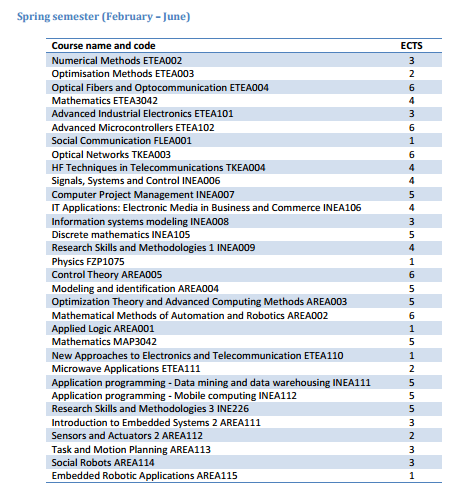 Spring semester (February – June)
Course name and code ECTS
Numerical Methods ETEA002 3
Optimisation Methods ETEA003 2
Optical Fibers and Optocommunication ETEA004 6
Mathematics ETEA3042 4
Advanced Industrial Electronics ETEA101 3
Advanced Microcontrollers ETEA102 6
Social Communication FLEA001 1
Optical Networks TKEA003 6
HF Techniques in Telecommunications TKEA004 4
Signals, Systems and Control INEA006 4
Computer Project Management INEA007 5
IT Applications: Electronic Media in Business and Commerce INEA106 4
Information systems modeling INEA008 3
Discrete mathematics INEA105 5
Research Skills and Methodologies 1 INEA009 4
Physics FZP1075 1
Control Theory AREA005 6
Modeling and identification AREA004 5
Optimization Theory and Advanced Computing Methods AREA003 5
Mathematical Methods of Automation and Robotics AREA002 6
Applied Logic AREA001 1
Mathematics MAP3042 5
New Approaches to Electronics and Telecommunication ETEA110 1
Microwave Applications ETEA111 2
Application programming - Data mining and data warehousing INEA111 5
Application programming - Mobile computing INEA112 5
Research Skills and Methodologies 3 INE226 5
Introduction to Embedded Systems 2 AREA111 3
Sensors and Actuators 2 AREA112 2
Task and Motion Planning AREA113 3
Social Robots AREA114 3
Embedded Robotic Applications AREA115 1